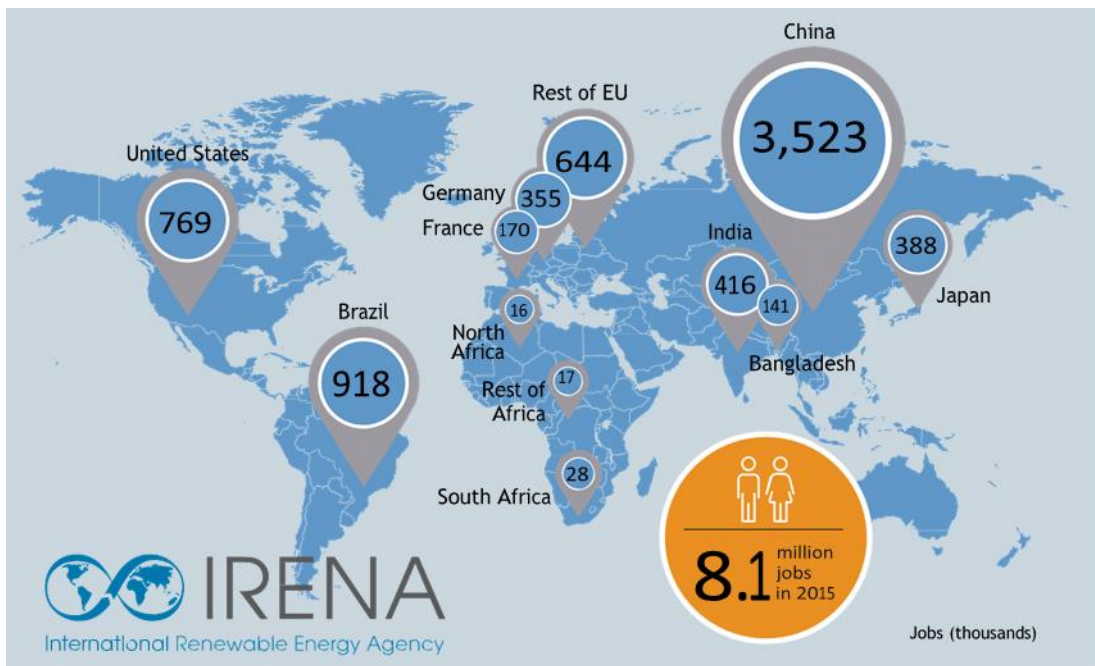 China
3,523
Rest of EU
644
United States
769
Germany
355
France
170
India
416
141
Bangladesh
388
Japan
16
North
Africa
Brazil
918
17
Rest of
Africa
28
South Africa
8.1 million
jobs
in 2015
IRENA
International Renewable Energy Agency
Jobs (thousands)